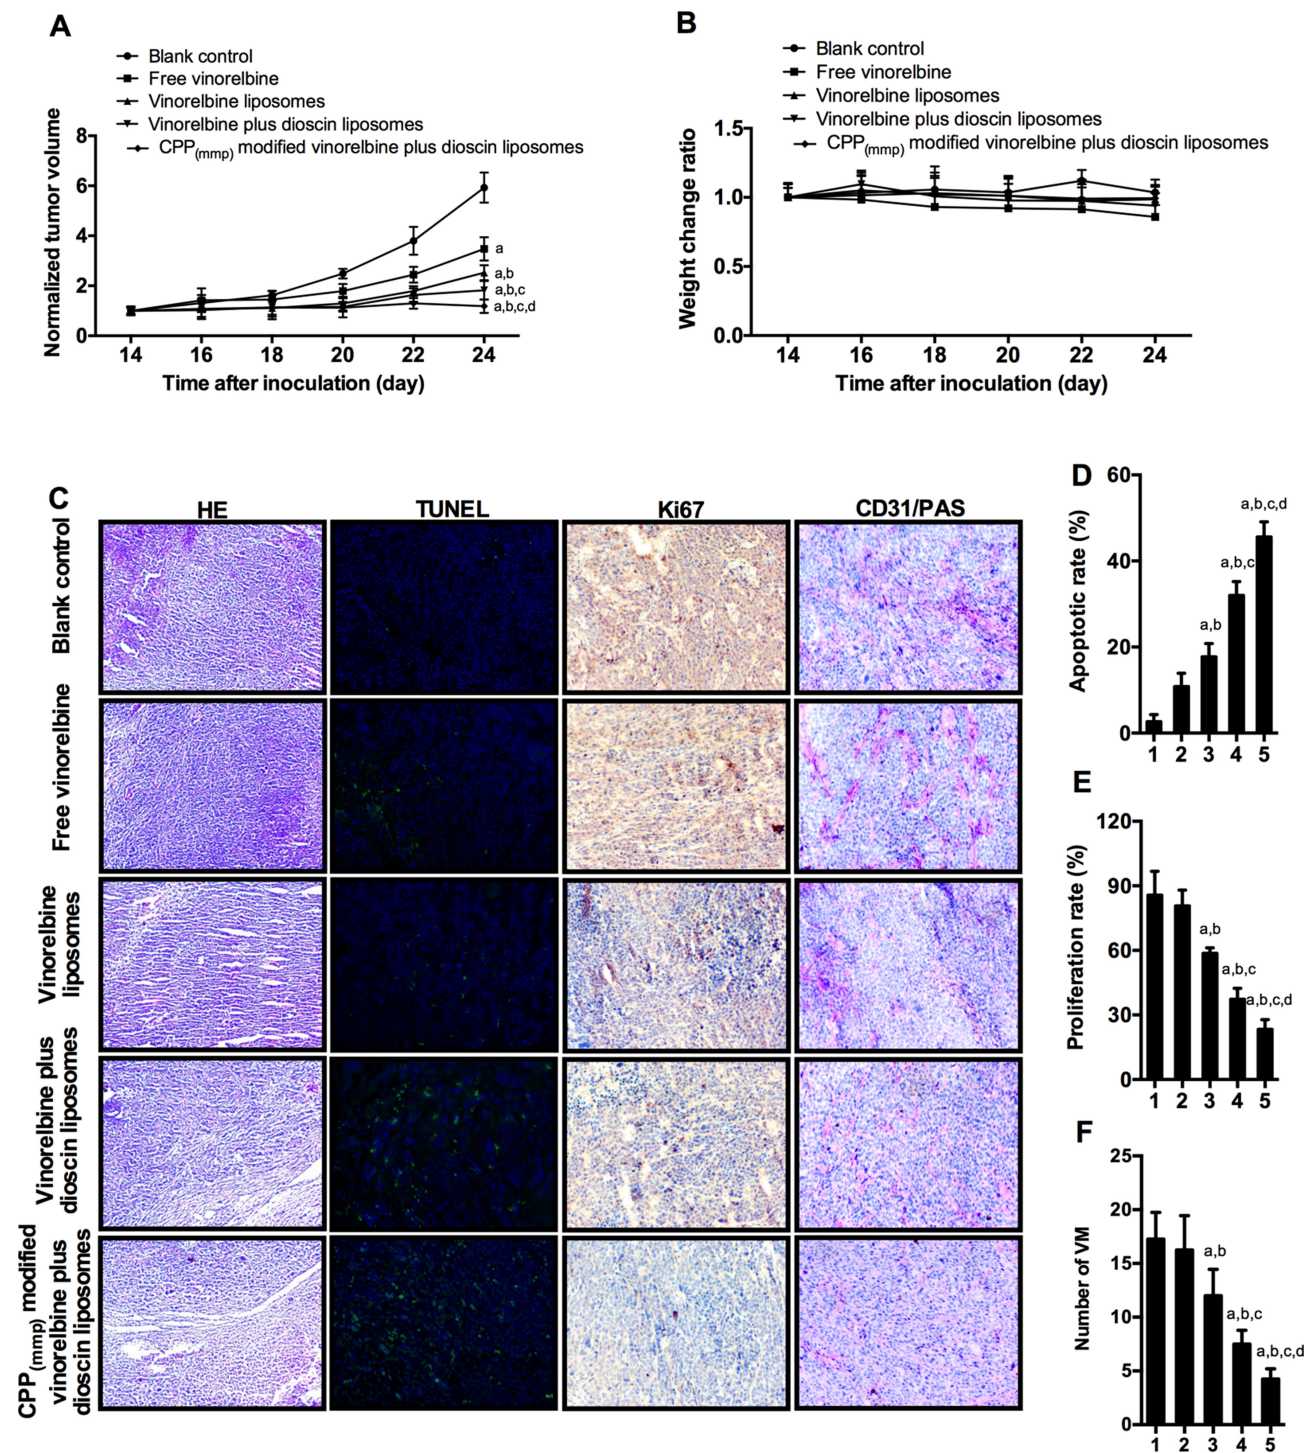 A
Blank control
Free vinorelbine
Vinorelbine liposomes
Vinorelbine plus dioscin liposomes
CPP(mmp) modified vinorelbine plus dioscin liposomes
Normalized tumor volume
8
6
4
2
0
a
a,b
a,b,c
a,b,c,d
14 16 18 20 22 24
Time after inoculation (day)
B
Blank control
Free vinorelbine
Vinorelbine liposomes
Vinorelbine plus dioscin liposomes
CPP(mmp) modified vinorelbine plus dioscin liposomes
Weight change ratio
1.5
1.0
0.5
0.0
14 16 18 20 22 24
Time after inoculation (day)
C
HE TUNEL Ki67 CD31/PAS
Blank control
Free vinorelbine
Vinorelbine
liposomes
Vinorelbine plus
dioscin liposomes
CPP(mmp) modified
vinorelbine plus
dioscin liposomes
D
Apoptotic rate (%)
60
40
20
0
a,b
a,b,c
a,b,c,d
1 2 3 4 5
E
Proliferation rate (%)
120
90
60
30
0
a,b
a,b,c
a,b,c,d
1 2 3 4 5
F
Number of VM
25
20
15
10
5
0
a,b
a,b,c
a,b,c,d
1 2 3 4 5